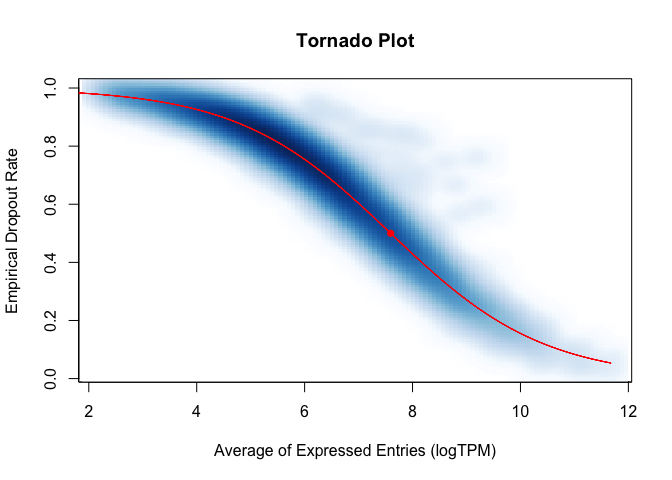 Tornado Plot
Empirical Dropout Rate
1.0
0.8
0.6
0.4
0.2
0.0
2 4 6 8 10 12
Average of Expressed Entries (logTPM)